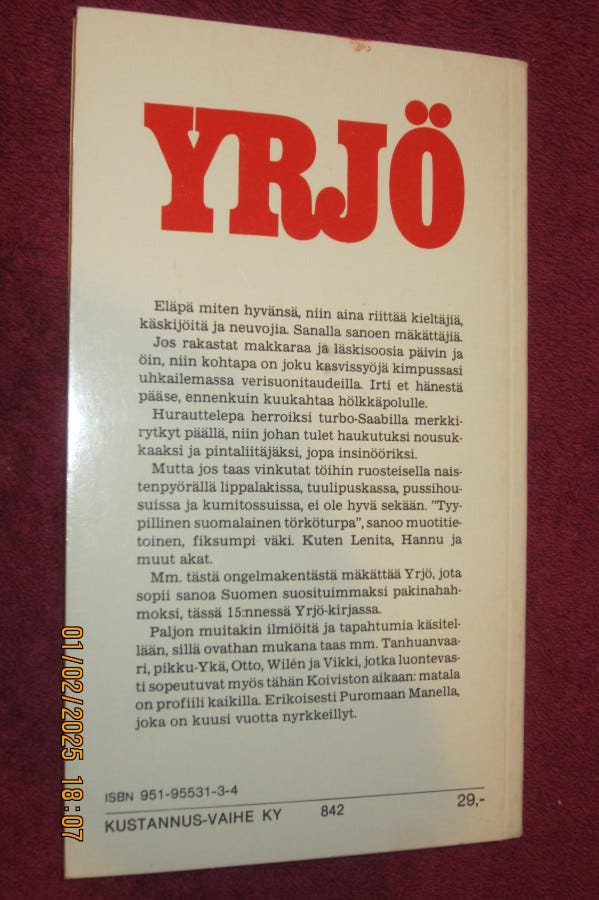 YRJÖ
Eläpä miten hyvänsä, niin aina riittää kieltäjiä,
käskijöitä ja neuvojia. Sanalla sanoen mäkättäjiä.
Jos rakastat makkaraa ja läskisoosia päivin ja
öin, niin kohtapa on joku kasvissyöjä kimpussasi
uhkailemassa verisuonitaudeilla. Irti et hänestä
pääse, ennenkuin kuukahtaa hölkkäpolulle.
Hurauttelepa herroiksi turbo-Saabilla merkki-
rytkyt päällä, niin johan tulet haukutuksi nousuk-
kaaksi ja pintaliitäjäksi, jopa insinööriksi.
Mutta jos taas vinkutat töihin ruosteisella nais-
tenpyörällä lippalakissa, tuulipuskassa, pussihou-
suissa ja kumitossuissa, ei ole hyvä sekään. "Tyy-
pillinen suomalainen törköturpa", sanoo muotitie-
toinen, fiksumpi väki. Kuten Lenita, Hannu ja
muut akat.
Mm. tästä ongelmakentästä mäkättää Yrjö, jota
sopii sanoa Suomen suosituimmaksi pakinahah-
moksi, tässä 15:nnessä Yrjö-kirjassa.
Paljon muitakin ilmiöitä ja tapahtumia käsitel-
lään, sillä ovathan mukana taas mm. Tanhuanvaa-
ri, pikku-Ykä, Otto, Wilén ja Vikki, jotka luontevas-
ti sopeutuvat myös tähän Koiviston aikaan: matala
on profiili kaikilla. Erikoisesti Puromaan Manella,
joka on kuusi vuotta nyrkkeillyt.
ISBN 951-95531-3-4
KUSTANNUS-VAIHE KY 842 29,-
01/02/2025 18:07